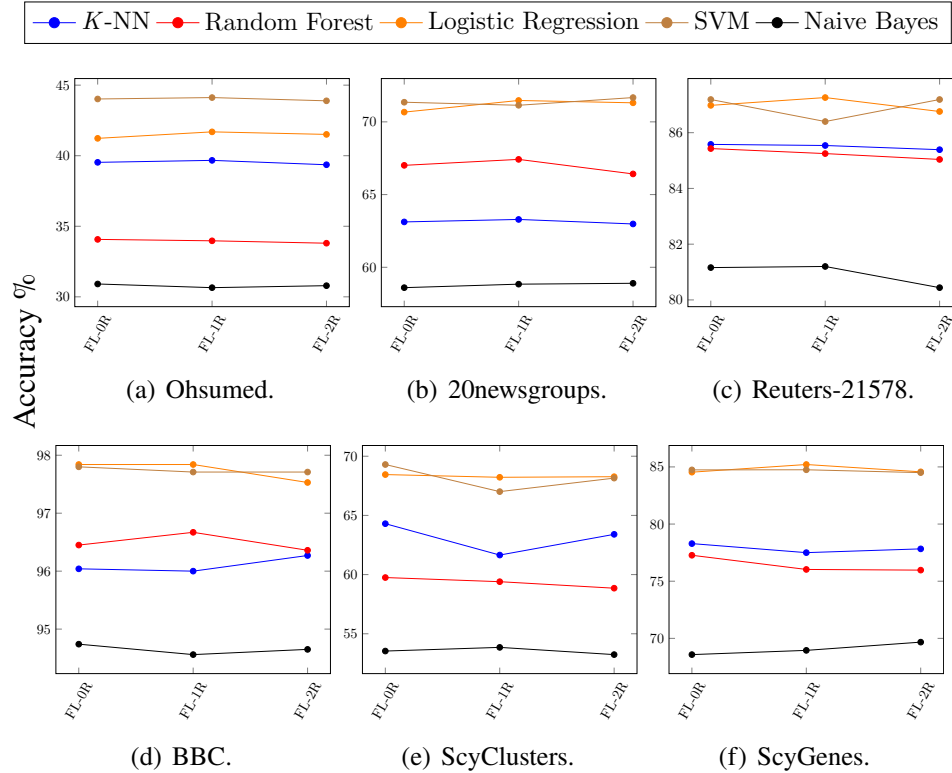 K-NN Random Forest Logistic Regression SVM Naive Bayes
Accuracy %
45
40
35
30
FL-0R FL-1R FL-2R
(a) Ohsumed.
70
65
60
FL-0R FL-1R FL-2R
(b) 20newsgroups.
86
84
82
80
FL-0R FL-1R FL-2R
(c) Reuters-21578.
98
97
96
95
FL-0R FL-1R FL-2R
(d) BBC.
70
65
60
55
FL-0R FL-1R FL-2R
(e) ScyClusters.
85
80
75
70
FL-0R FL-1R FL-2R
(f) ScyGenes.